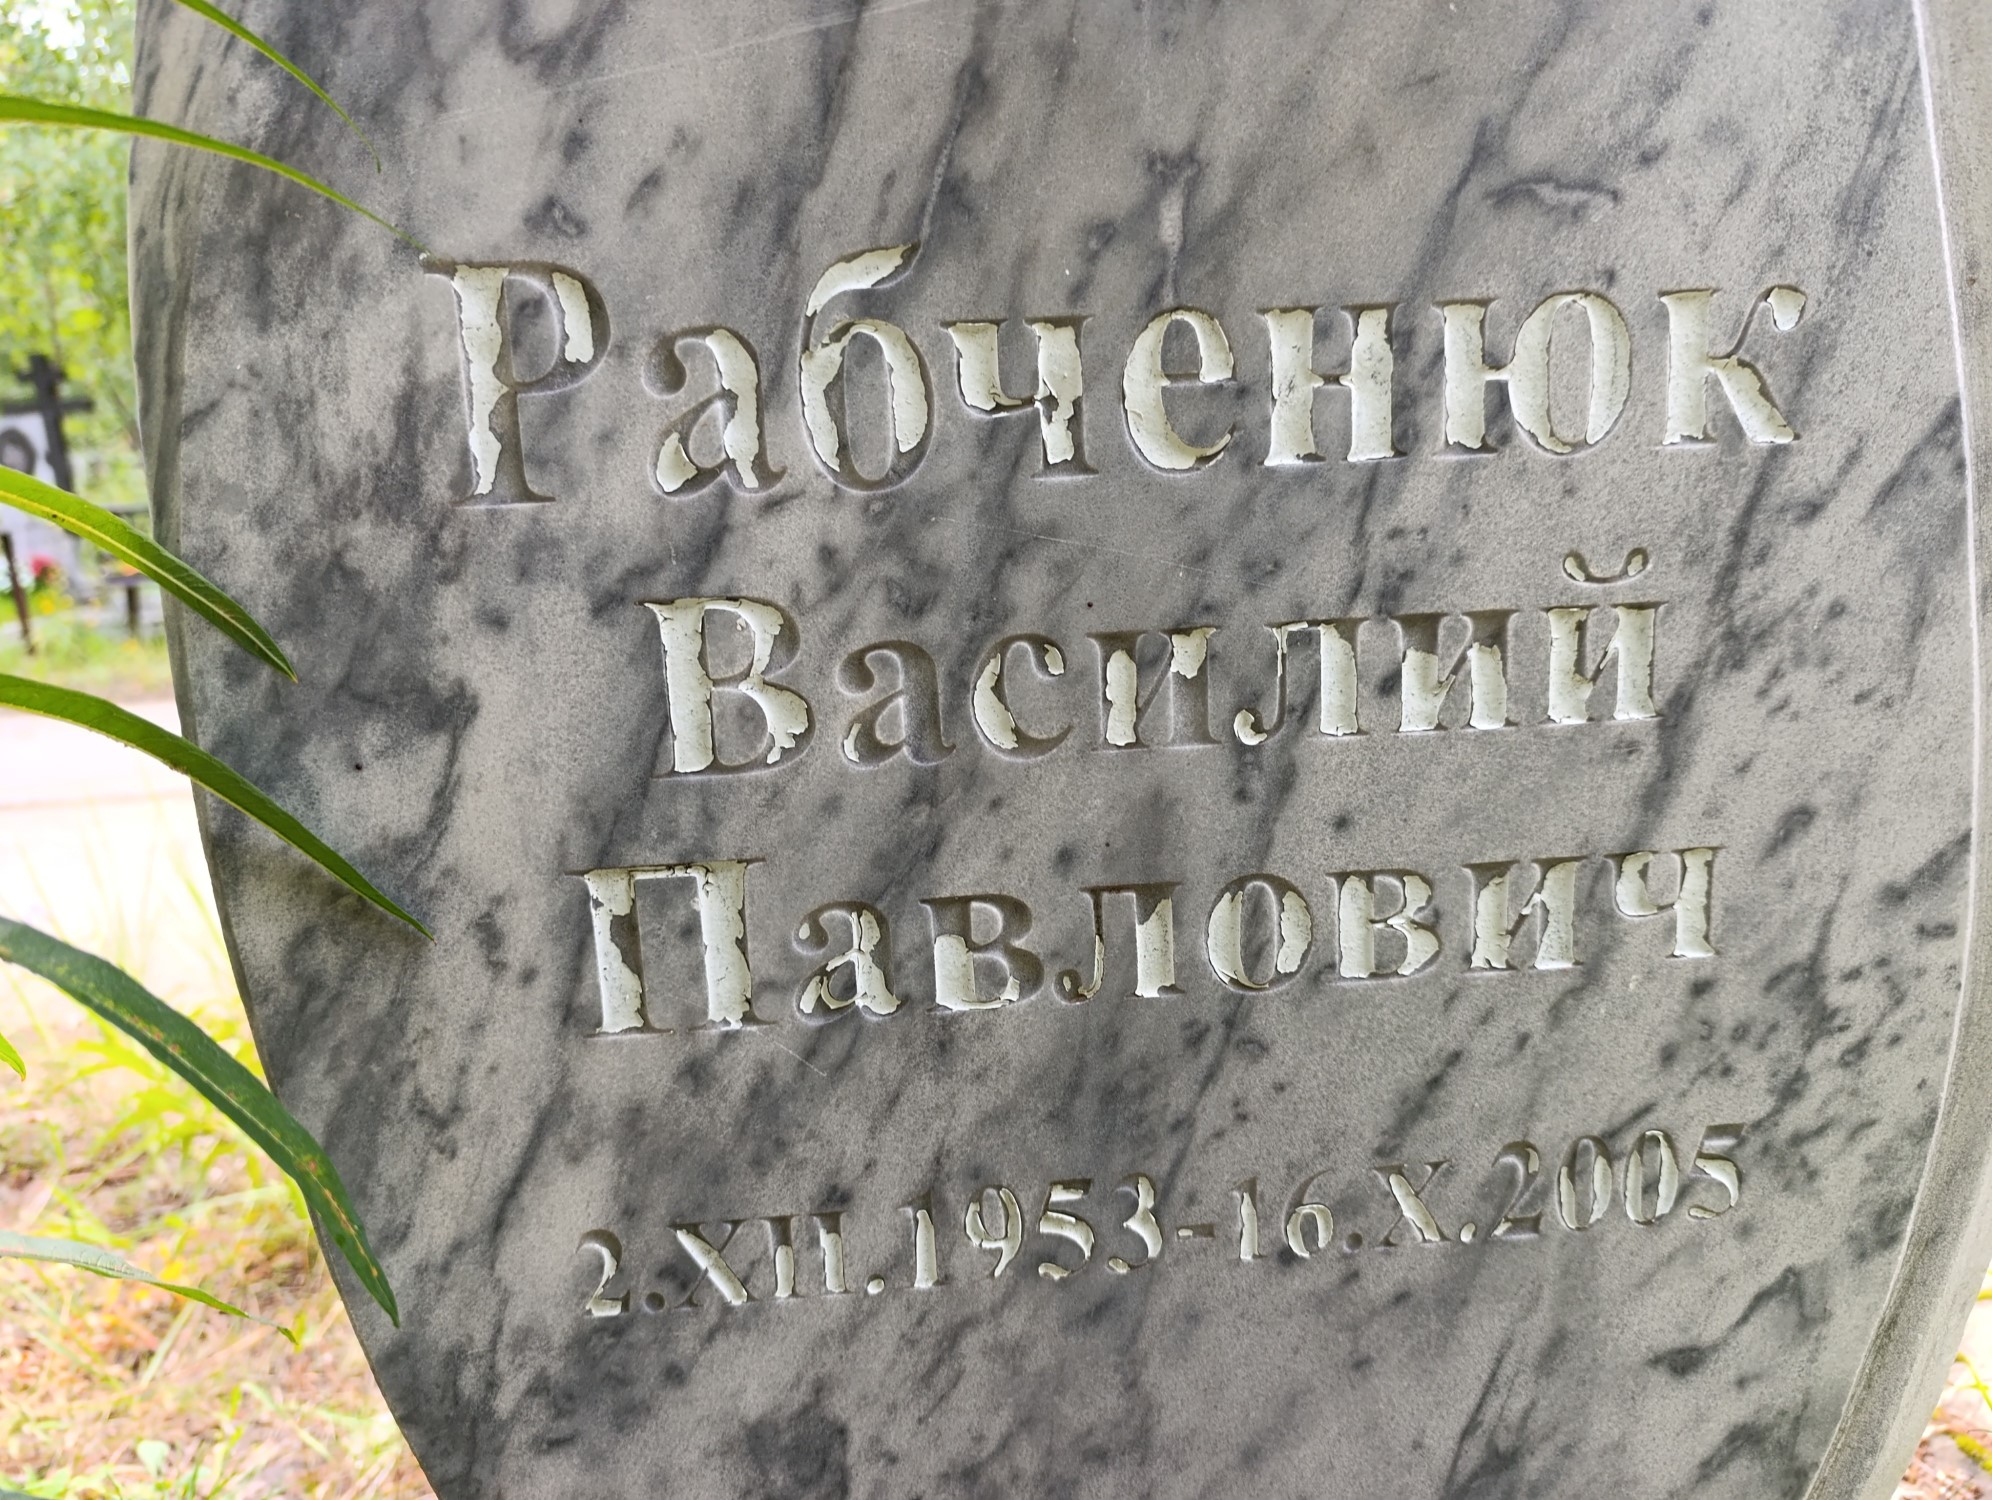 Рабченюк
Василий
Павлович
2.XII.1953-16.X.2005